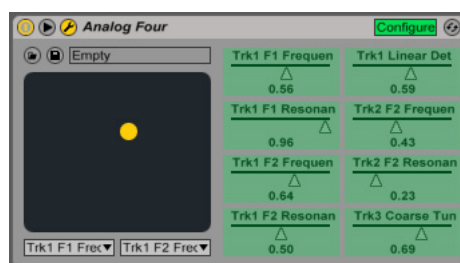 Analog Four Configure
Empty
Trk1 F1 Frequen Trk1 Linear Det
0.56 0.59
Trk1 F1 Resonan Trk2 F2 Frequen
0.96 0.43
Trk1 F2 Frequen Trk2 F2 Resonan
0.64 0.23
Trk1 F2 Resonan Trk3 Coarse Tun
0.50 0.69
Trk1 F1 Frec Trk1 F2 Frec